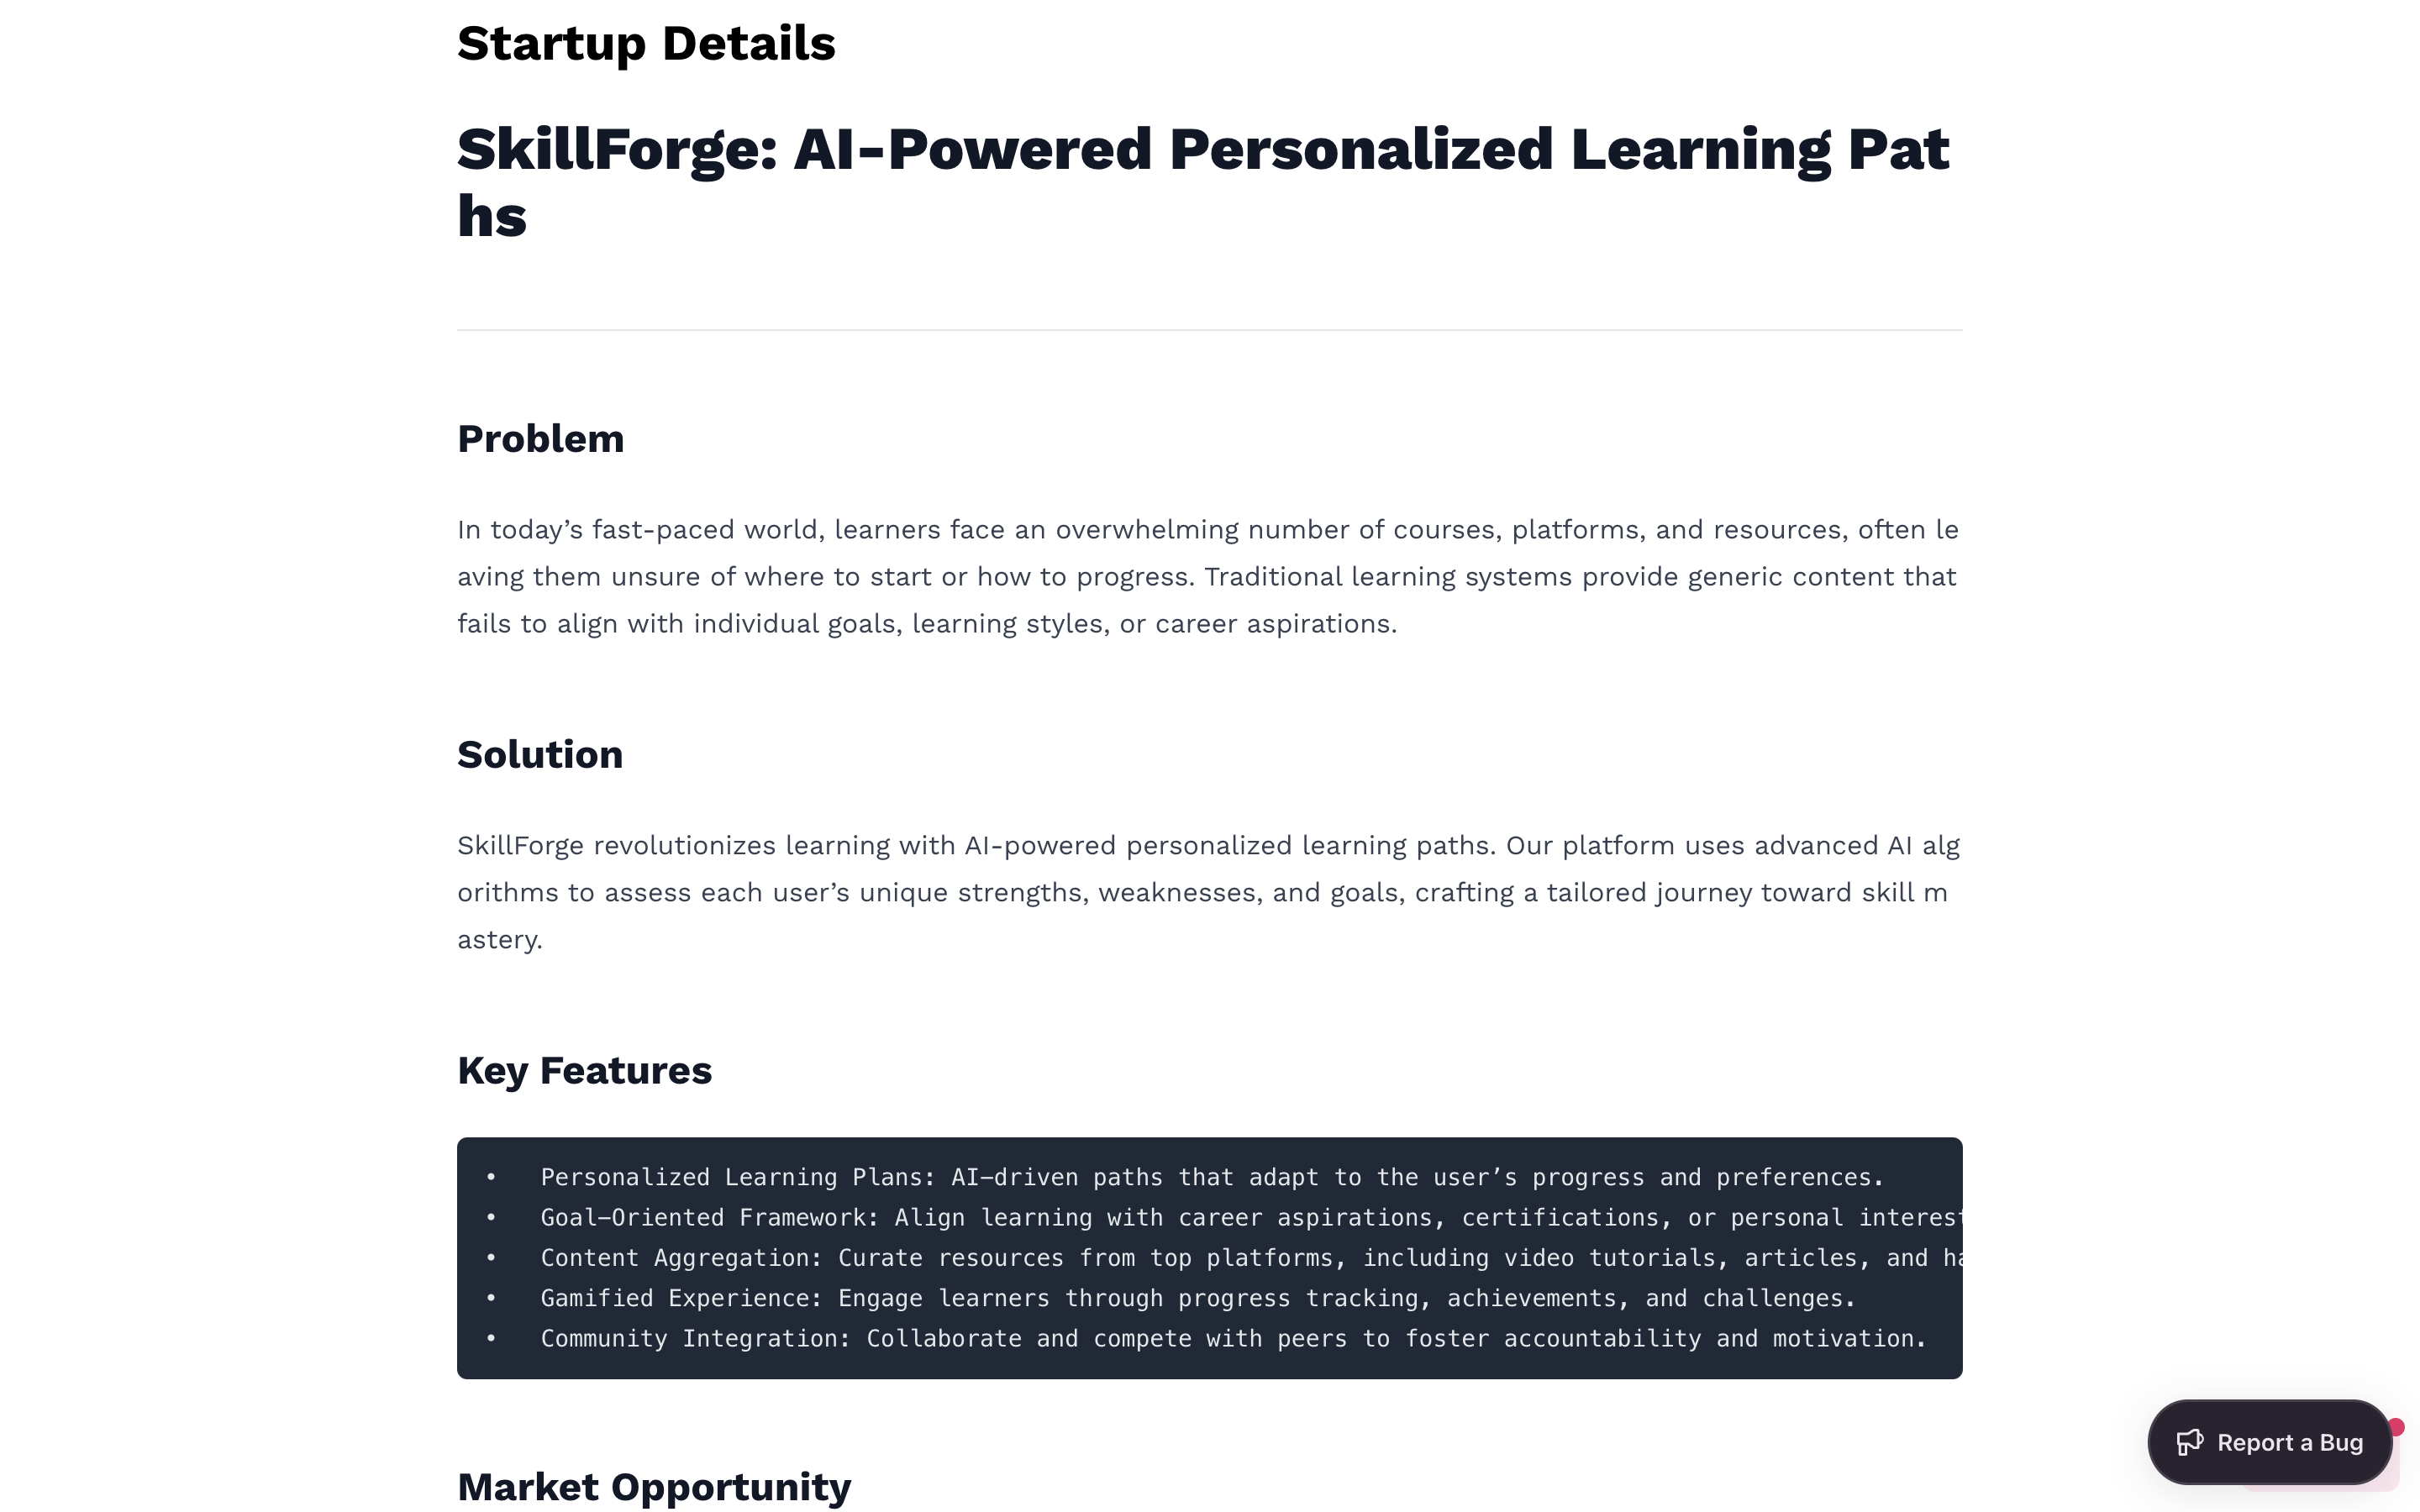 Startup Details
SkillForge: AI-Powered Personalized Learning Pat
hs
Problem
In today’s fast-paced world, learners face an overwhelming number of courses, platforms, and resources, often le
aving them unsure of where to start or how to progress. Traditional learning systems provide generic content that
fails to align with individual goals, learning styles, or career aspirations.
Solution
SkillForge revolutionizes learning with AI-powered personalized learning paths. Our platform uses advanced AI alg
orithms to assess each user’s unique strengths, weaknesses, and goals, crafting a tailored journey toward skill m
astery.
Key Features
• Personalized Learning Plans: AI-driven paths that adapt to the user’s progress and preferences.
• Goal-Oriented Framework: Align learning with career aspirations, certifications, or personal interest
• Content Aggregation: Curate resources from top platforms, including video tutorials, articles, and ha
• Gamified Experience: Engage learners through progress tracking, achievements, and challenges.
• Community Integration: Collaborate and compete with peers to foster accountability and motivation.
Market Opportunity
Report a Bug